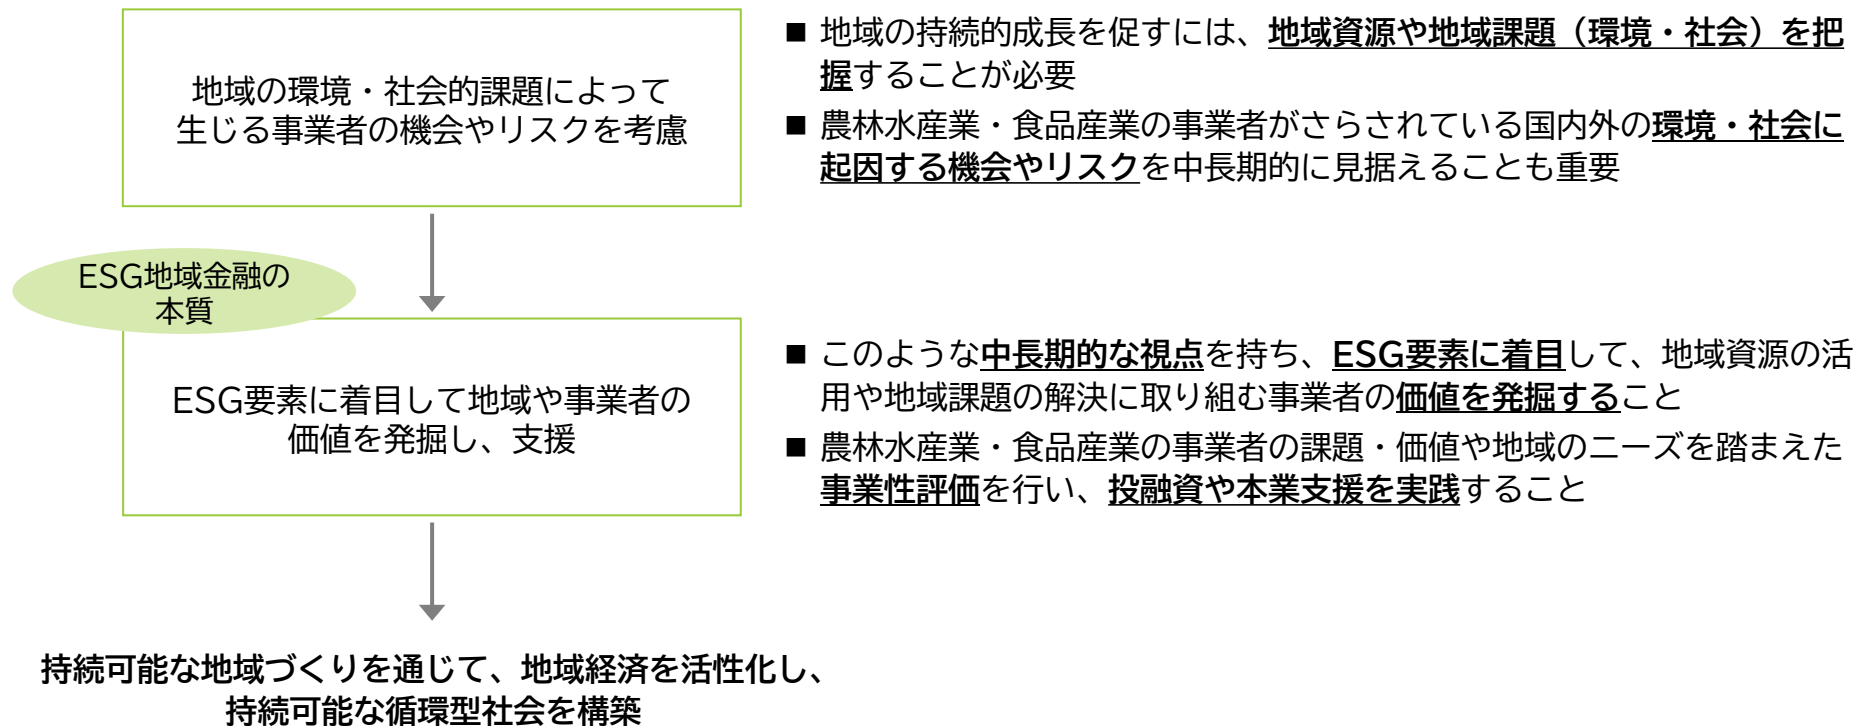 地域の環境・社会的課題によって
生じる事業者の機会やリスクを考慮
■ 地域の持続的成長を促すには、地域資源や地域課題（環境・社会）を把
握することが必要
■ 農林水産業・食品産業の事業者がさらされている国内外の環境・社会に
起因する機会やリスクを中長期的に見据えることも重要
ESG地域金融の
本質
ESG要素に着目して地域や事業者の
価値を発掘し、支援
■ このような中長期的な視点を持ち、ESG要素に着目して、地域資源の活
用や地域課題の解決に取り組む事業者の価値を発掘すること
■ 農林水産業・食品産業の事業者の課題・価値や地域のニーズを踏まえた
事業性評価を行い、投融資や本業支援を実践すること
持続可能な地域づくりを通じて、地域経済を活性化し、
持続可能な循環型社会を構築